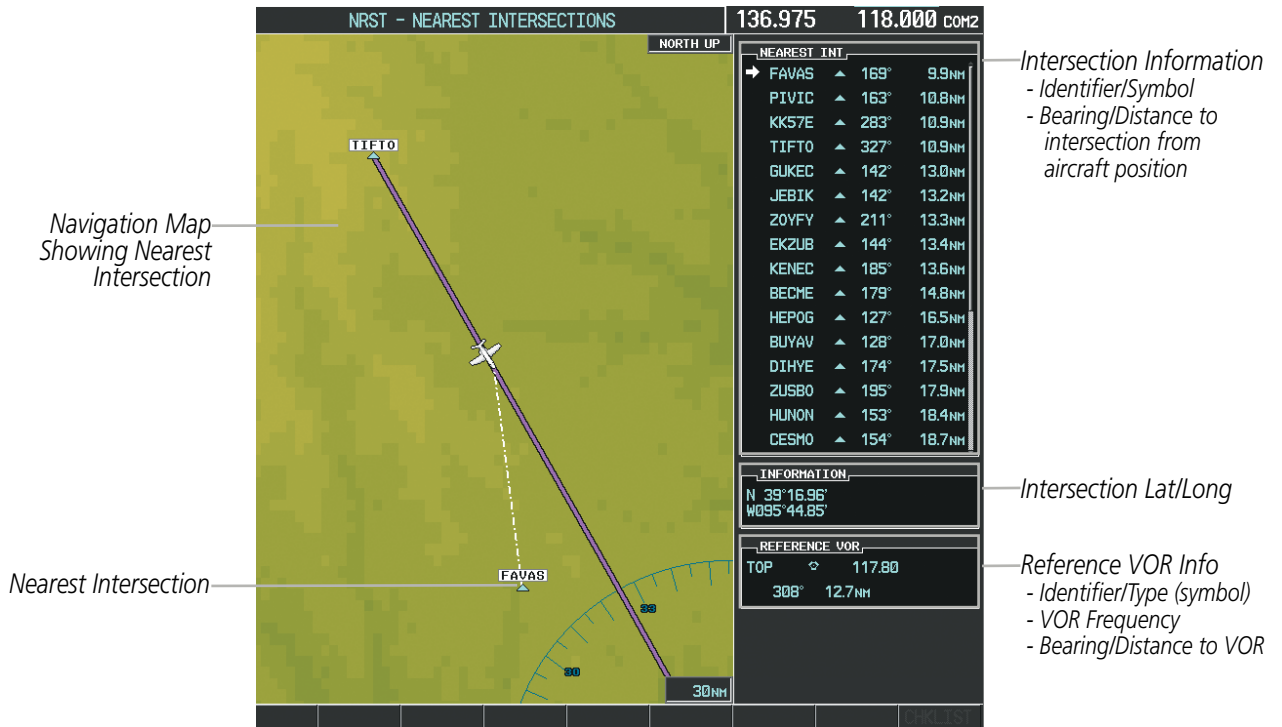 NRST - NEAREST INTERSECTIONS
136.975 118.000 COM2
NORTH UP
TIFTO
FAVAS
33
30
30NM
NEAREST INT
FAVAS 169° 9.9NM
PIVIC 163° 10.8NM
KK57E 283° 10.9NM
TIFTO 327° 10.9NM
GUKEC 142° 13.0NM
JEBIK 142° 13.2NM
ZOYFY 211° 13.3NM
EKZUB 144° 13.4NM
KENEC 185° 13.6NM
BECME 179° 14.8NM
HEPOG 127° 16.5NM
BUYAV 128° 17.0NM
DIHYE 174° 17.5NM
ZUSBO 195° 17.9NM
HUNON 153° 18.4NM
CESMO 154° 18.7NM
INFORMATION
N 39°16.96'
W095°44.85'
REFERENCE VOR
TOP 117.80
308° 12.7NM
CHKLIST
Navigation Map
Showing Nearest
Intersection
Nearest Intersection
Intersection Information
- Identifier/Symbol
- Bearing/Distance to
intersection from
aircraft position
Intersection Lat/Long
Reference VOR Info
- Identifier/Type (symbol)
- VOR Frequency
- Bearing/Distance to VOR